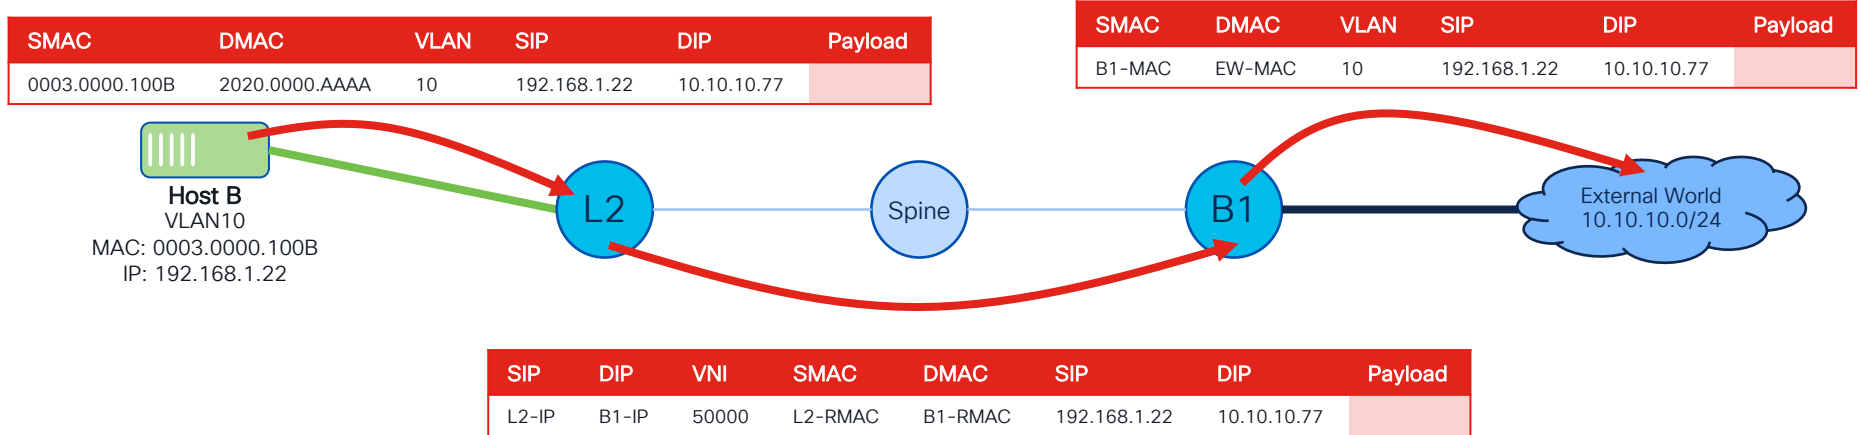 SMAC DMAC VLAN SIP DIP Payload
0003.0000.100B 2020.0000.AAAA 10 192.168.1.22 10.10.10.77
SMAC DMAC VLAN SIP DIP Payload
B1-MAC EW-MAC 10 192.168.1.22 10.10.10.77
Host B
VLAN10
MAC: 0003.0000.100B
IP: 192.168.1.22
L2
Spine
B1
External World
10.10.10.0/24
SIP DIP VNI SMAC DMAC SIP DIP Payload
L2-IP B1-IP 50000 L2-RMAC B1-RMAC 192.168.1.22 10.10.10.77